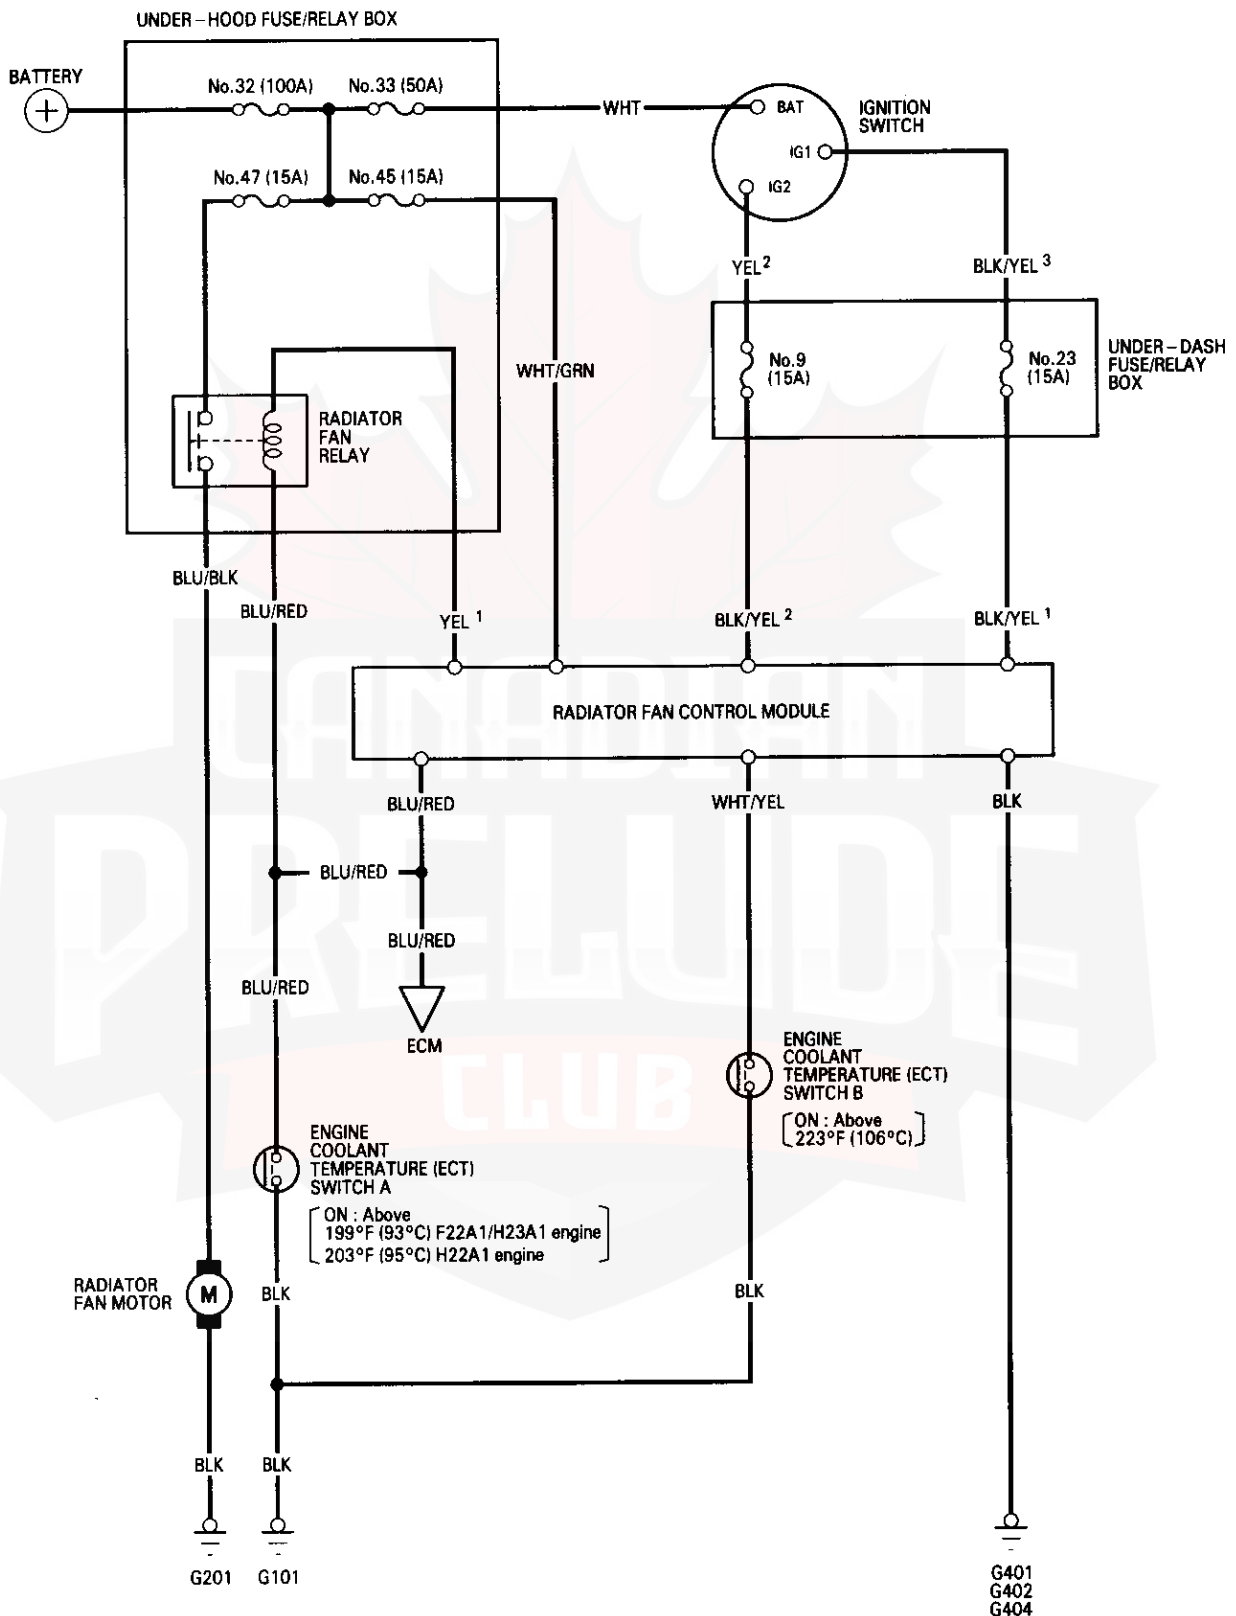 UNDER-HOOD FUSE/RELAY BOX
BATTERY
No.32 (100A)
No.33 (50A)
WHT
BAT
IGNITION
SWITCH
IG1
No.47 (15A)
No.45 (15A)
IG2
YEL 2
BLK/YEL 3
WHT/GRN
No.9
(15A)
No.23
(15A)
UNDER-DASH
FUSE/RELAY
BOX
RADIATOR
FAN
RELAY
BLU/BLK
BLU/RED
YEL 1
BLK/YEL 2
BLK/YEL 1
CANADIAN
RADIATOR FAN CONTROL MODULE
BLU/RED
WHT/YEL
BLK
PRELUDE
BLU/RED
BLU/RED
BLU/RED
ECM
CLUB
ENGINE
COOLANT
TEMPERATURE (ECT)
SWITCH B
ON : Above
223°F (106°C)
ENGINE
COOLANT
TEMPERATURE (ECT)
SWITCH A
ON : Above
199°F (93°C) F22A1/H23A1 engine
203°F (95°C) H22A1 engine
RADIATOR
FAN MOTOR
M
BLK
BLK
BLK
BLK
G201
G101
G401
G402
G404